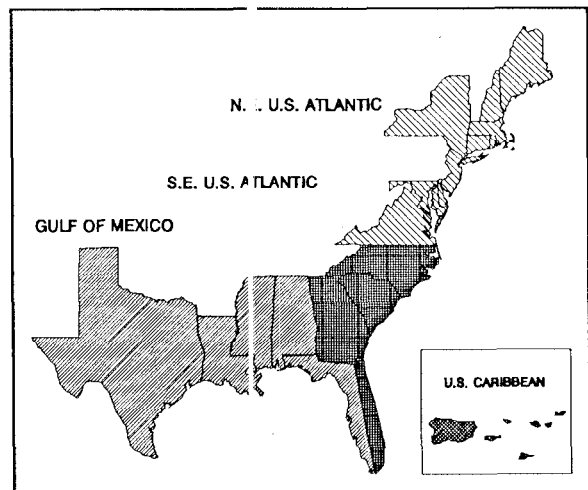 N. U.S. ATLANTIC
S.E. U.S. ATLANTIC
GULF OF MEXICO
U.S. CARIBBEAN